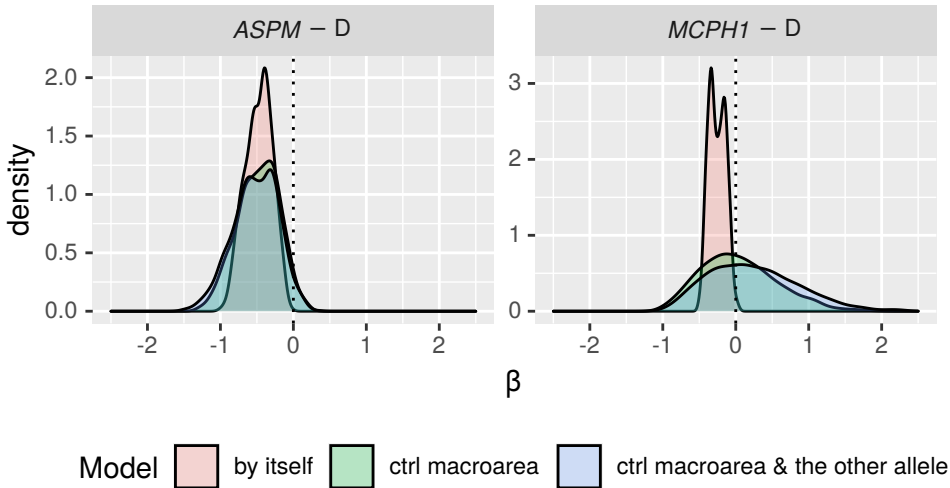 ASPM − D
MCPH1 − D
density
2.0
1.5
1.0
0.5
0.0
-2 -1 0 1 2
3
2
1
0
-2 -1 0 1 2
β
Model by itself ctrl macroarea ctrl macroarea & the other allele